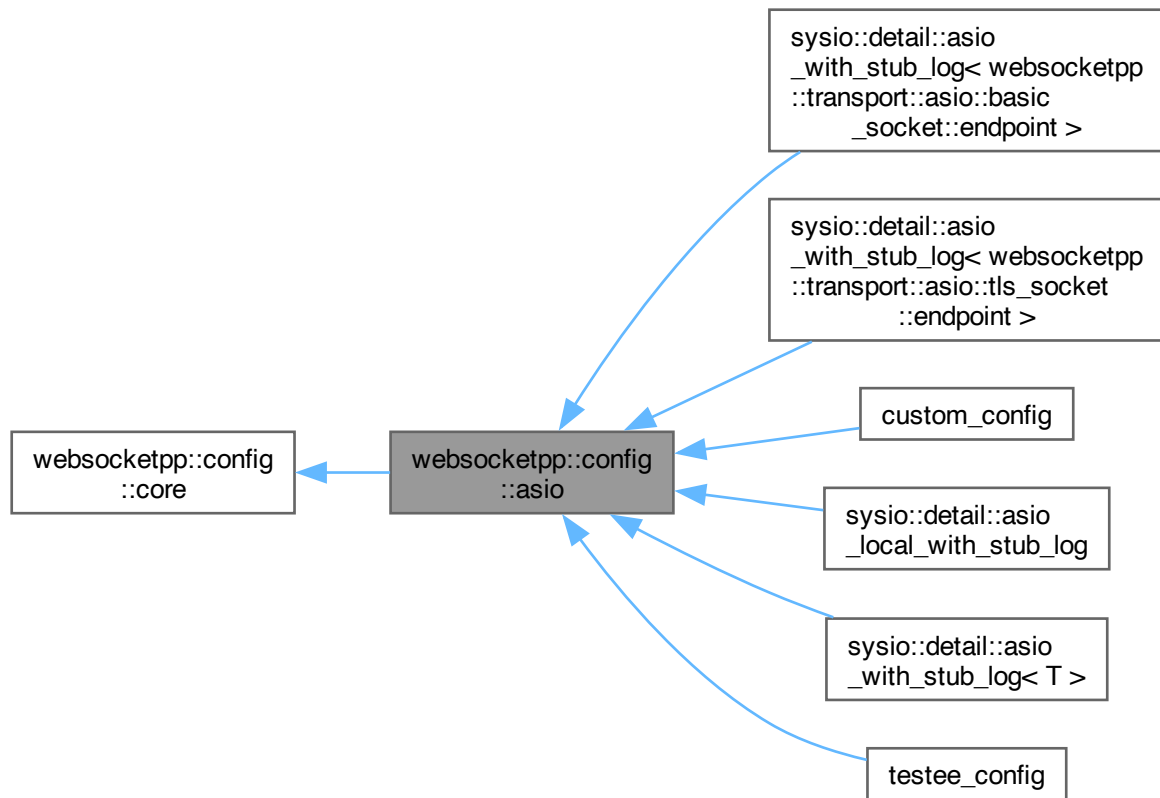 sysio::detail::asio
_with_stub_log< websocketpp
::transport::asio::basic
_socket::endpoint >
sysio::detail::asio
_with_stub_log< websocketpp
::transport::asio::tls_socket
::endpoint >
custom_config
websocketpp::config
::core
websocketpp::config
::asio
sysio::detail::asio
_local_with_stub_log
sysio::detail::asio
_with_stub_log< T >
testee_config